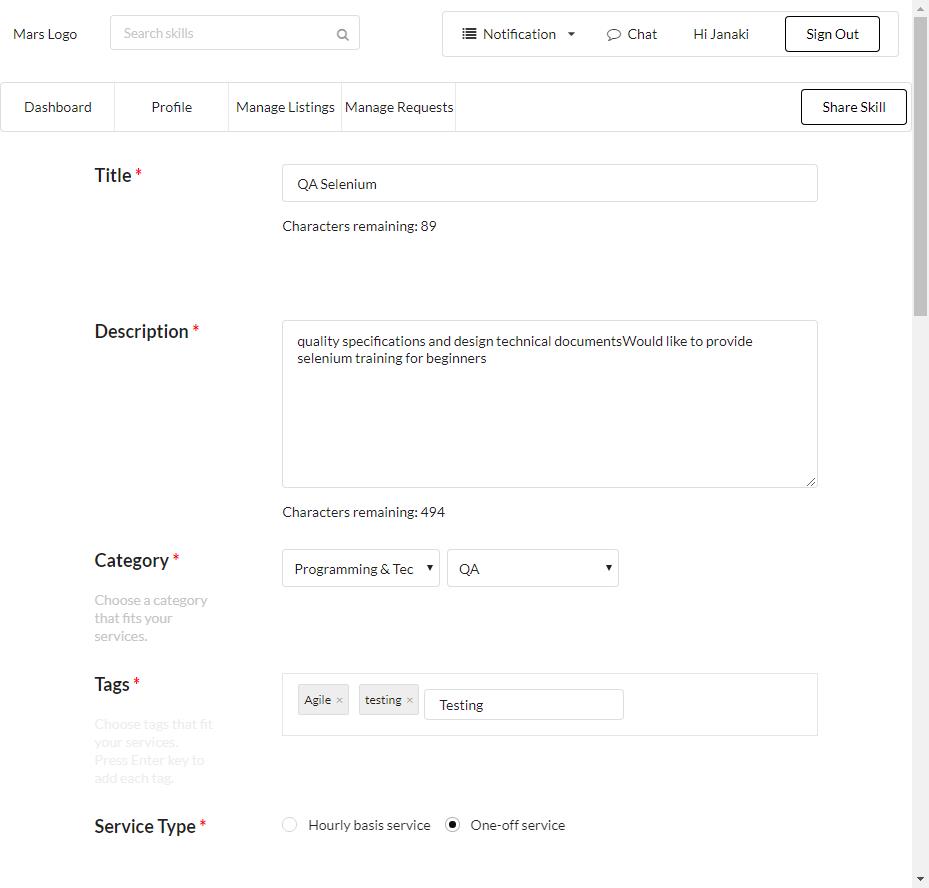 Mars Logo Search skills Notification Chat Hi Janaki Sign Out
Dashboard Profile Manage Listings Manage Requests Share Skill
Title * QA Selenium
Characters remaining: 89
Description * quality specifications and design technical documentsWould like to provide
selenium training for beginners
Characters remaining: 494
Category * Programming & Tec QA
Choose a category
that fits your
services.
Tags * Agile × testing × Testing
Choose tags that fit
your services.
Press Enter key to
add each tag.
Service Type * Hourly basis service One-off service